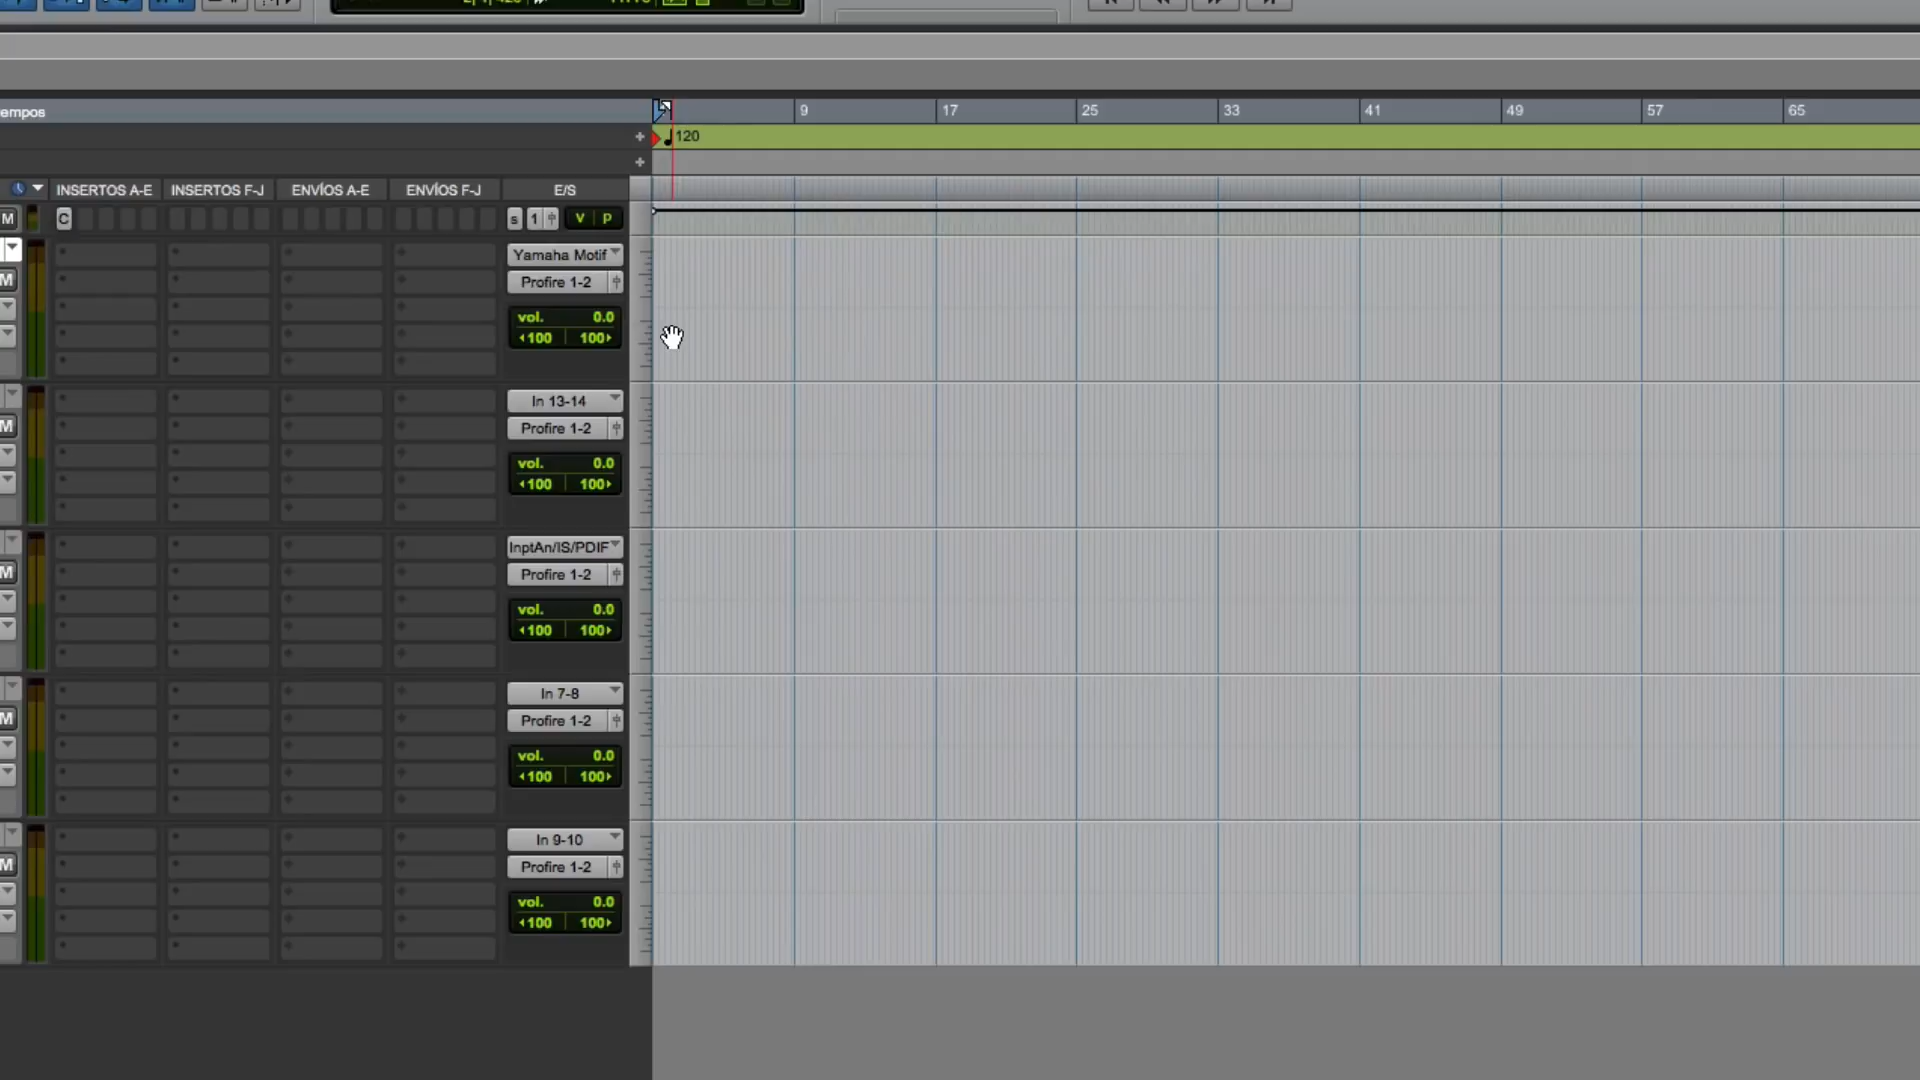 empos
9 17 25 33 41 49 57 65
120
INSERTOS A-E INSERTOS F-J ENVÍOS A-E ENVÍOS F-J E/S
M C s 1 V P
Yamaha Motif
M Profire 1-2
vol. 0.0
100 100
In 13-14
M Profire 1-2
vol. 0.0
100 100
InptAn/IS/PDIF
M Profire 1-2
vol. 0.0
100 100
In 7-8
M Profire 1-2
vol. 0.0
100 100
In 9-10
M Profire 1-2
vol. 0.0
100 100